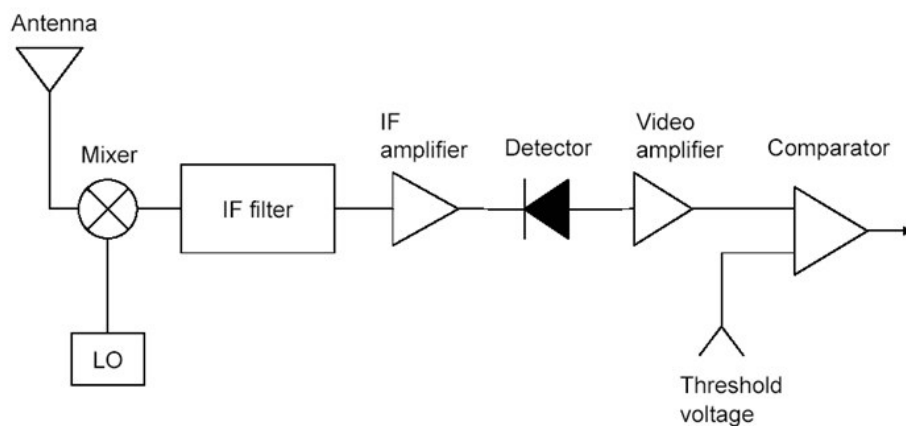 Antenna
Mixer
IF filter
IF
amplifier
Detector
Video
amplifier
Comparator
LO
Threshold
voltage